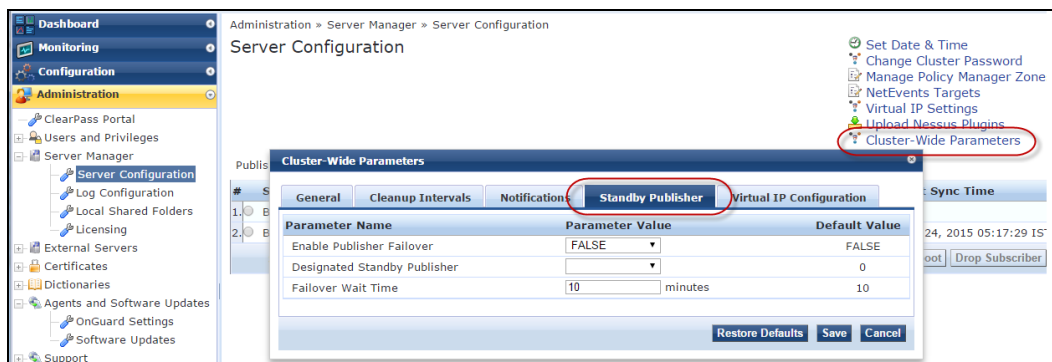 Dashboard
Monitoring
Configuration
Administration
ClearPass Portal
Users and Privileges
Server Manager
Server Configuration
Log Configuration
Local Shared Folders
Licensing
External Servers
Certificates
Dictionaries
Agents and Software Updates
OnGuard Settings
Software Updates
Support
Administration » Server Manager » Server Configuration
Server Configuration
Set Date & Time
Change Cluster Password
Manage Policy Manager Zone
NetEvents Targets
Virtual IP Settings
Upload Nessus Plugins
Cluster-Wide Parameters
Publis
# S Sync Time
1. B
2. B 24, 2015 05:17:29 IST
oot Drop Subscriber
Cluster-Wide Parameters
General Cleanup Intervals Notifications Standby Publisher Virtual IP Configuration
Parameter Name Parameter Value Default Value
Enable Publisher Failover FALSE FALSE
Designated Standby Publisher 0
Failover Wait Time 10 minutes 10
Restore Defaults Save Cancel